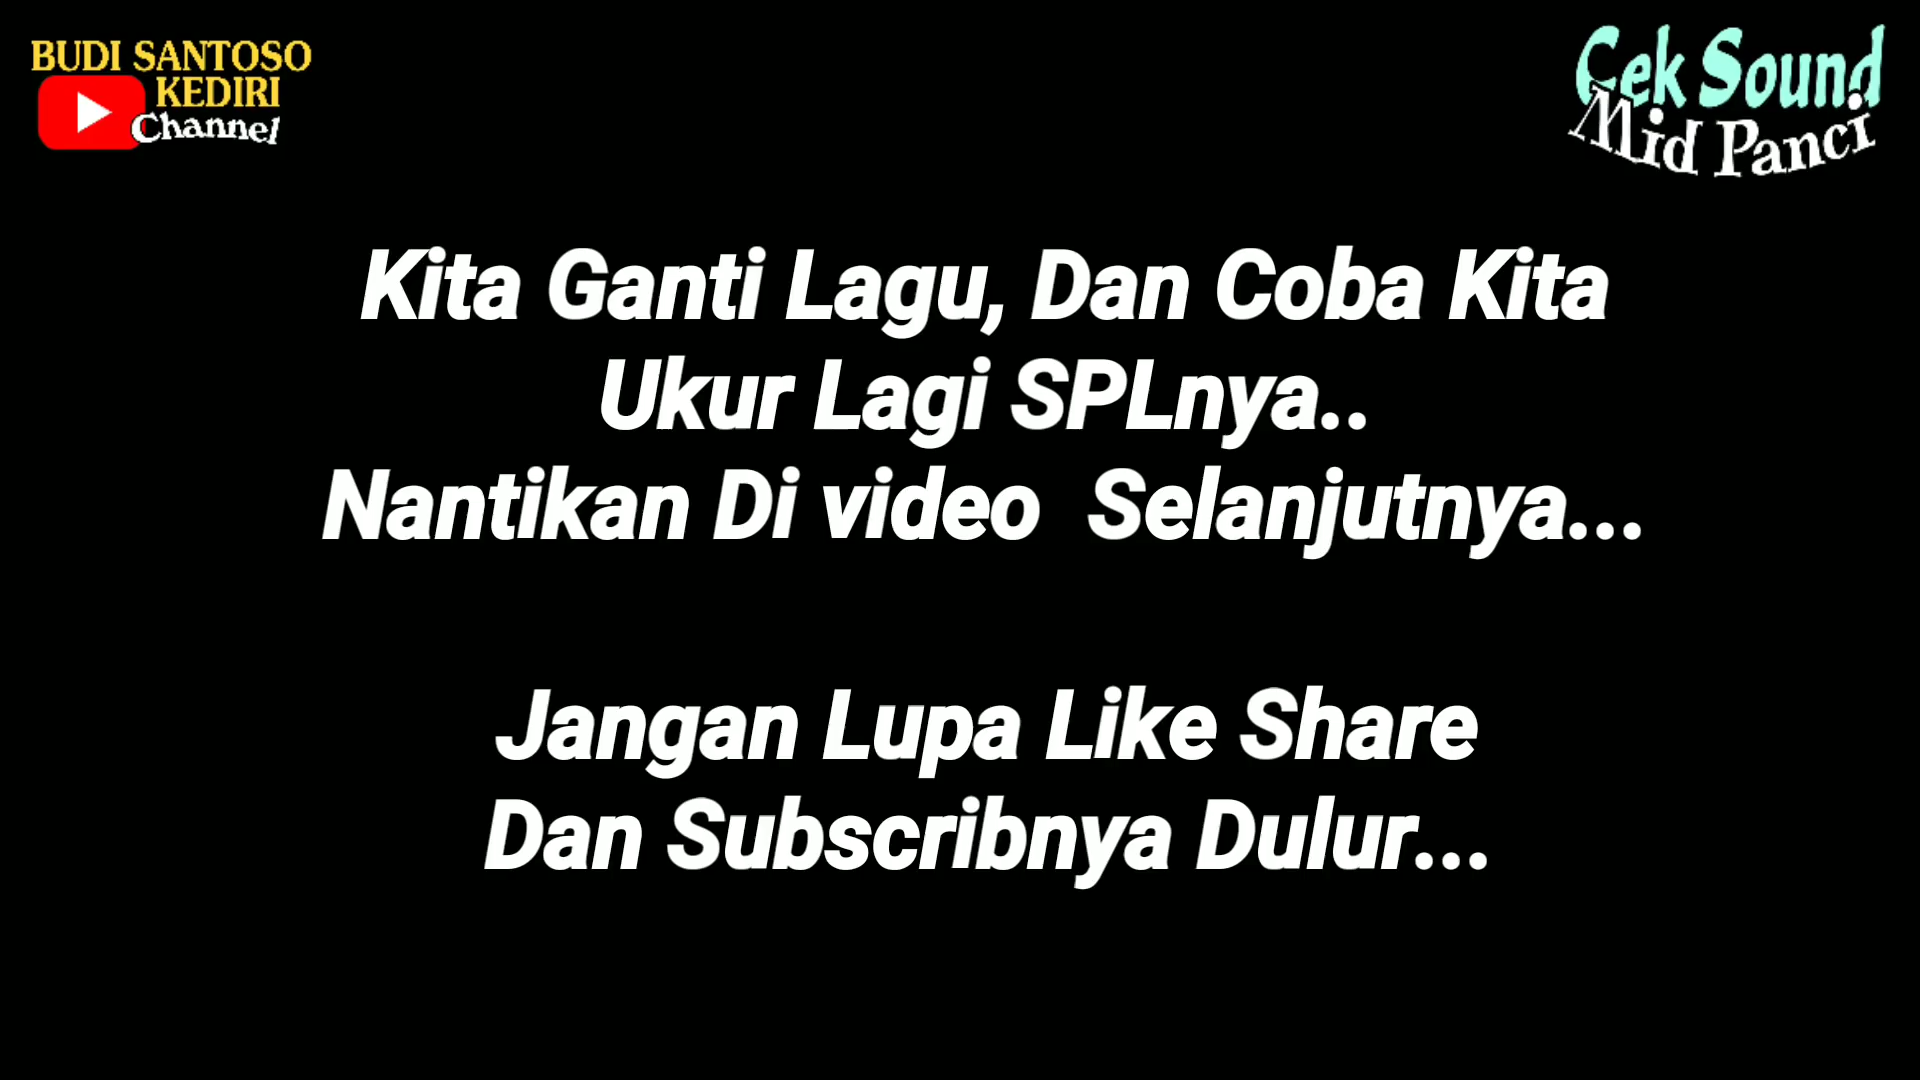 BUDI SANTOSO
KEDIRI
Channel
Cek Sound
Mid Panci
Kita Ganti Lagu, Dan Coba Kita
Ukur Lagi SPLnya..
Nantikan Di video  Selanjutnya...
Jangan Lupa Like Share
Dan Subscribnya Dulur...